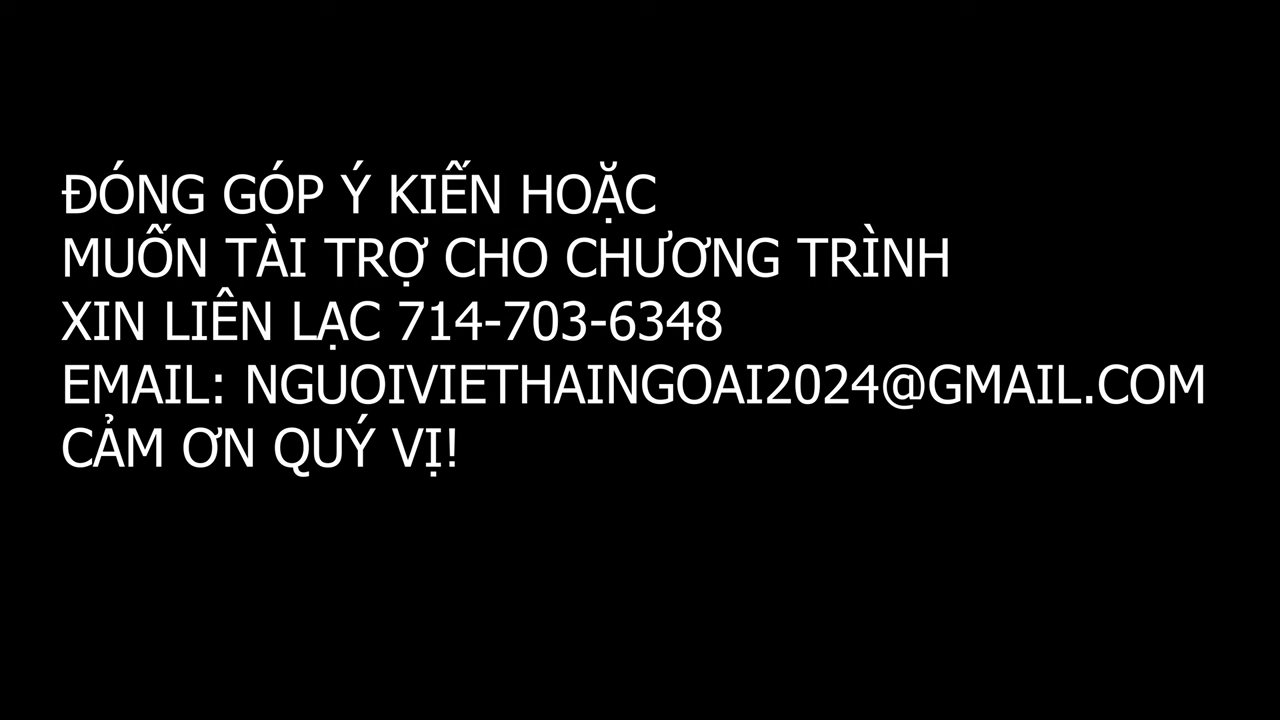 ĐÓNG GÓP Ý KIẾN HOẶC
MUỐN TÀI TRỢ CHO CHƯƠNG TRÌNH
XIN LIÊN LẠC 714-703-6348
EMAIL: NGUOIVIETHAINGOAI2024@GMAIL.COM
CẢM ƠN QUÝ VỊ!